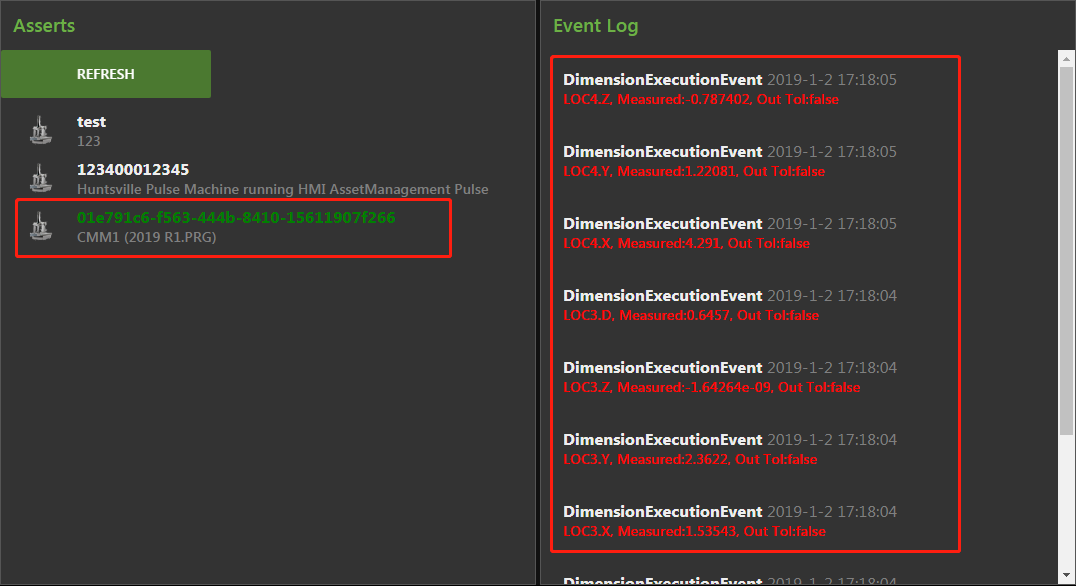 Asserts
REFRESH
test
123
123400012345
Huntsville Pulse Machine running HMI AssetManagement Pulse
01e791c6-f563-444b-8410-15611907f266
CMM1 (2019 R1.PRG)
Event Log
DimensionExecutionEvent 2019-1-2 17:18:05
LOC4.Z, Measured:-0.787402, Out Tol:false
DimensionExecutionEvent 2019-1-2 17:18:05
LOC4.Y, Measured:1.22081, Out Tol:false
DimensionExecutionEvent 2019-1-2 17:18:05
LOC4.X, Measured:4.291, Out Tol:false
DimensionExecutionEvent 2019-1-2 17:18:04
LOC3.D, Measured:0.6457, Out Tol:false
DimensionExecutionEvent 2019-1-2 17:18:04
LOC3.Z, Measured:-1.64264e-09, Out Tol:false
DimensionExecutionEvent 2019-1-2 17:18:04
LOC3.Y, Measured:2.3622, Out Tol:false
DimensionExecutionEvent 2019-1-2 17:18:04
LOC3.X, Measured:1.53543, Out Tol:false
DimensionExecutionEvent 2019-1-2 17:18:04